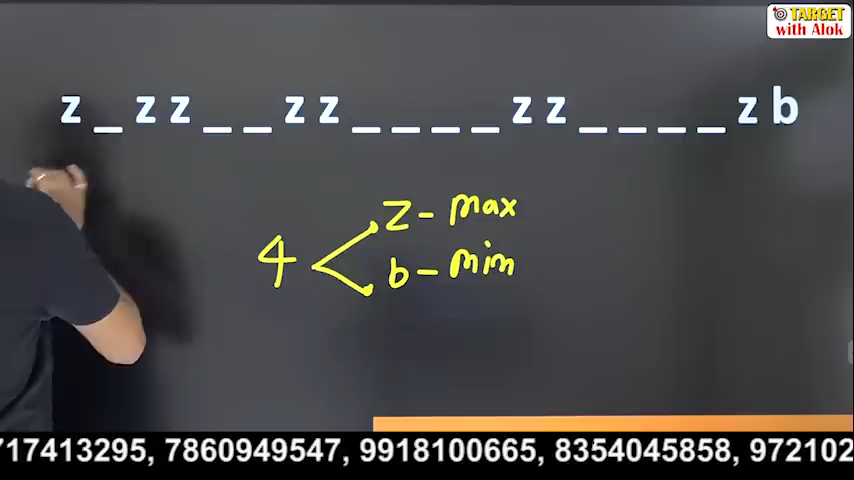 TARGET
with Alok
z _ z z _ _ z z _ _ _ _ z z _ _ _ _ z b
4 z - max
b - min
717413295, 7860949547, 9918100665, 8354045858, 972102